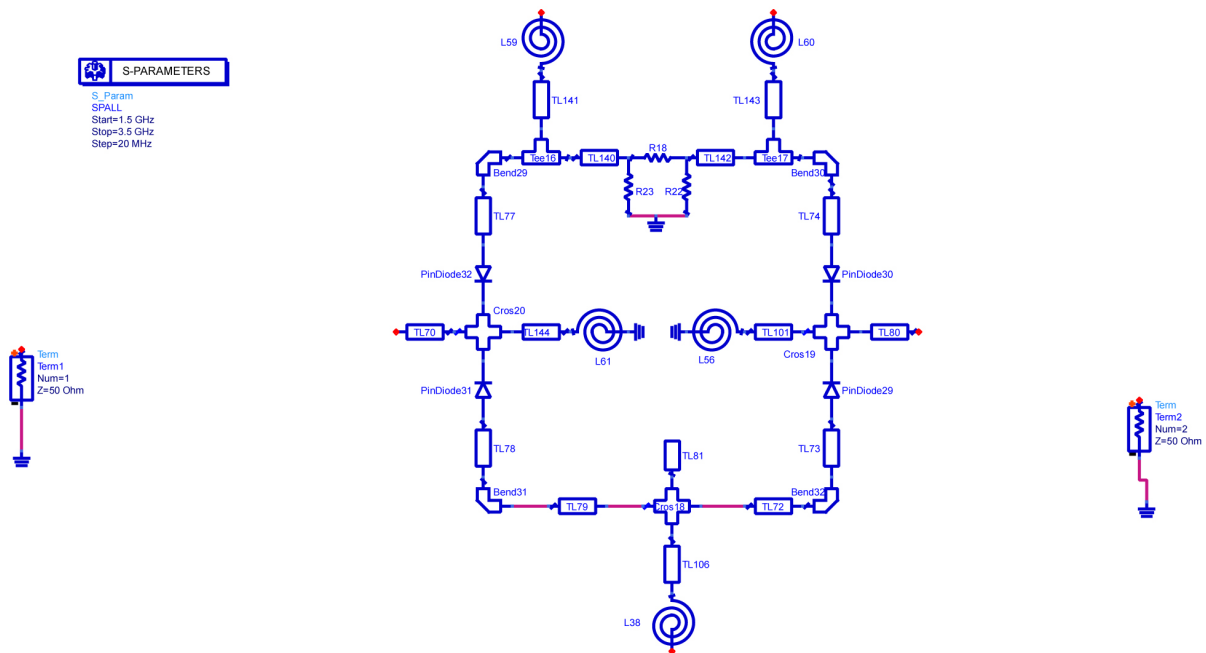 L59
L60
S-PARAMETERS
S_Param
SPALL
Start=1.5 GHz
Stop=3.5 GHz
Step=20 MHz
TL141
TL143
R18
Tee16
TL140
TL142
Tee17
Bend29
Bend30
R23
R22
TL77
TL74
PinDiode32
PinDiode30
Cros20
TL70
TL144
TL101
TL80
Cros19
L61
L56
Term
Term1
Num=1
Z=50 Ohm
PinDiode31
PinDiode29
Term
Term2
Num=2
Z=50 Ohm
TL78
TL81
TL73
Bend31
Bend32
TL79
Cros18
TL72
TL106
L38